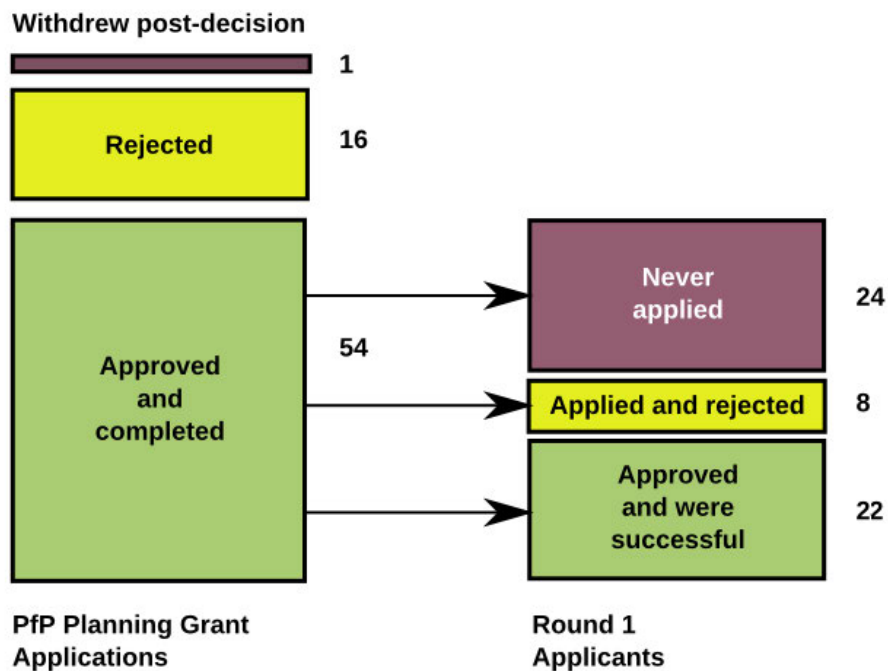 Withdrew post-decision
1
Rejected
16
Approved
and
completed
54
Never
applied
24
Applied and rejected
8
Approved
and were
successful
22
PfP Planning Grant
Applications
Round 1
Applicants